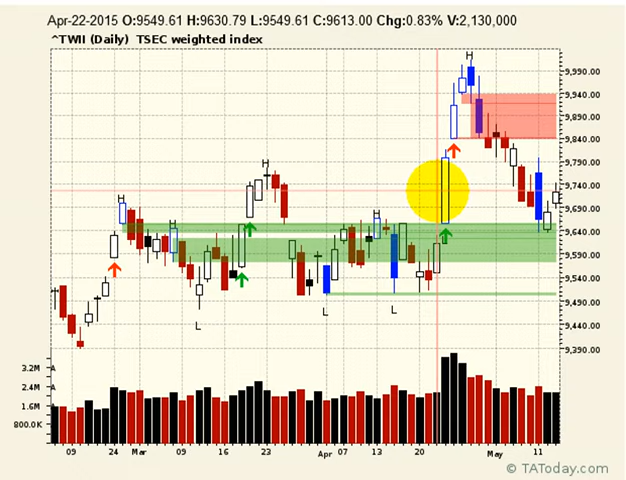 Apr-22-2015 O:9549.61 H:9630.79 L:9549.61 C:9613.00 Chg:0.83% V:2,130,000
^TWII (Daily) TSEC weighted index
H
9,990.00
9,940.00
9,890.00
9,840.00
9,790.00
H
9,740.00
H
9,690.00
H
H
9,640.00
9,590.00
9,540.00
9,490.00
L
L
L
9,440.00
9,390.00
3.2M A
2.4M A
1.6M A
800.0K
09 24 Mar 09 16 23 Apr 07 13 20 May 11
© TAToday.com